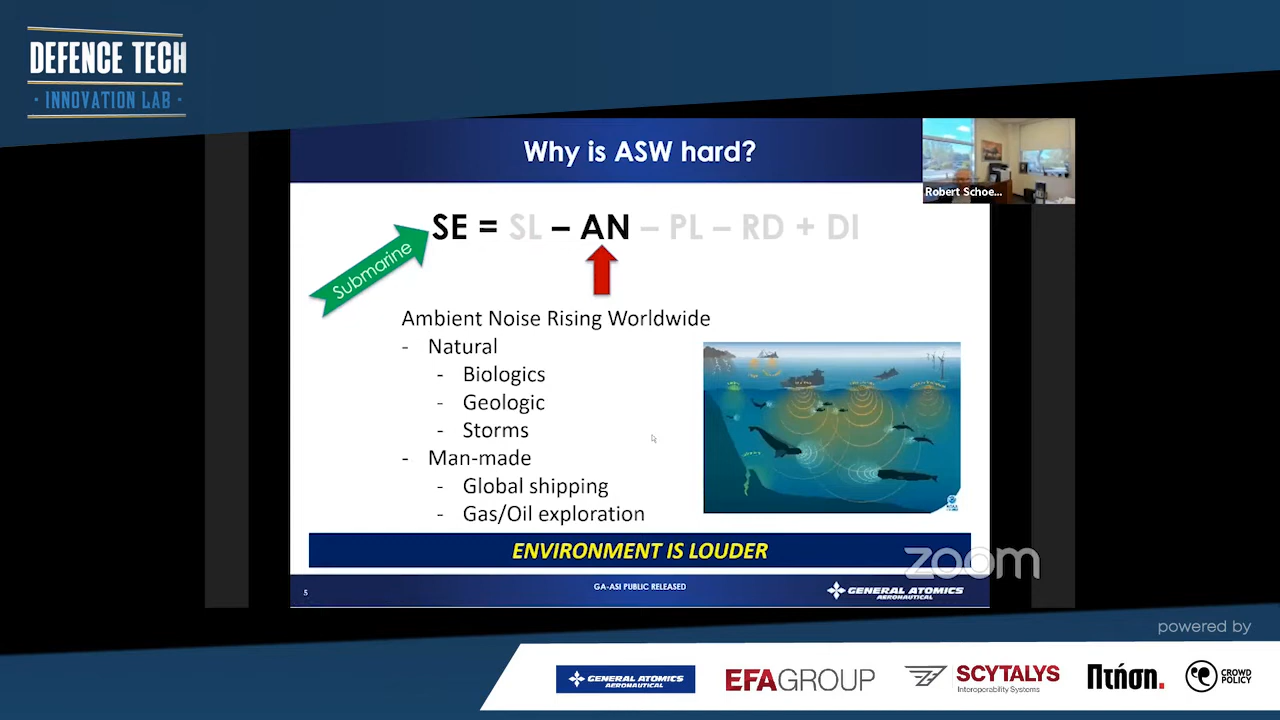 DEFENCE TECH
· INNOVATION LAB ·
Why is ASW hard?
Robert Schoe...
SE = SL – AN – PL – RD + DI
Submarine
Ambient Noise Rising Worldwide
- Natural
- Biologics
- Geologic
- Storms
- Man-made
- Global shipping
- Gas/Oil exploration
ENVIRONMENT IS LOUDER
zoom
5
GA-ASI PUBLIC RELEASED
GENERAL ATOMICS
AERONAUTICAL
powered by
GENERAL ATOMICS
AERONAUTICAL
EFAGROUP
SCYTALYS
Interoperability Systems
Πτήση.
CROWD
POLICY